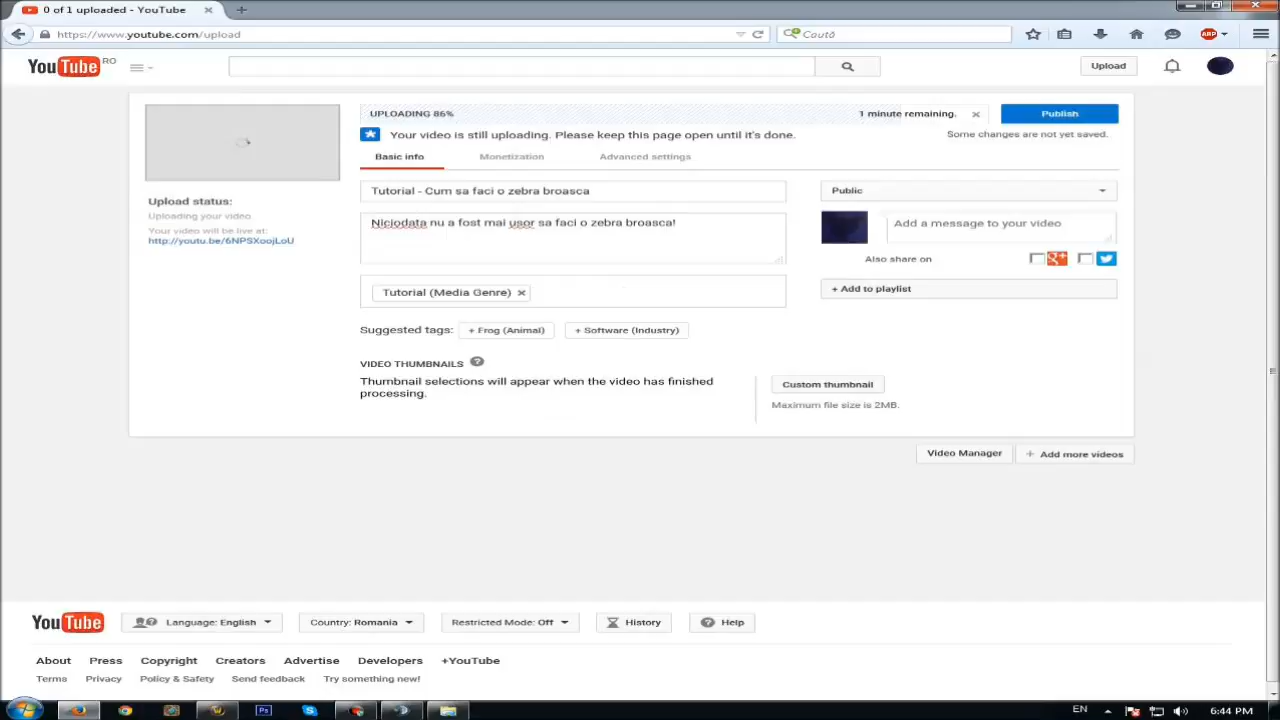 0 of 1 uploaded - YouTube
https://www.youtube.com/upload
Caută
ABP
YouTube RO
Upload
UPLOADING 86%
1 minute remaining.
Publish
Your video is still uploading. Please keep this page open until it's done.
Some changes are not yet saved.
Basic info
Monetization
Advanced settings
Upload status:
Uploading your video
Your video will be live at:
http://youtu.be/6NPSXoojLoU
Tutorial - Cum sa faci o zebra broasca
Niciodata nu a fost mai usor sa faci o zebra broasca!
Tutorial (Media Genre)
Suggested tags: + Frog (Animal) + Software (Industry)
VIDEO THUMBNAILS ?
Thumbnail selections will appear when the video has finished
processing.
Custom thumbnail
Maximum file size is 2MB.
Public
Add a message to your video
Also share on
+ Add to playlist
Video Manager
+ Add more videos
YouTube
Language: English
Country: Romania
Restricted Mode: Off
History
Help
About Press Copyright Creators Advertise Developers +YouTube
Terms Privacy Policy & Safety Send feedback Try something new!
Ps
EN
6:44 PM